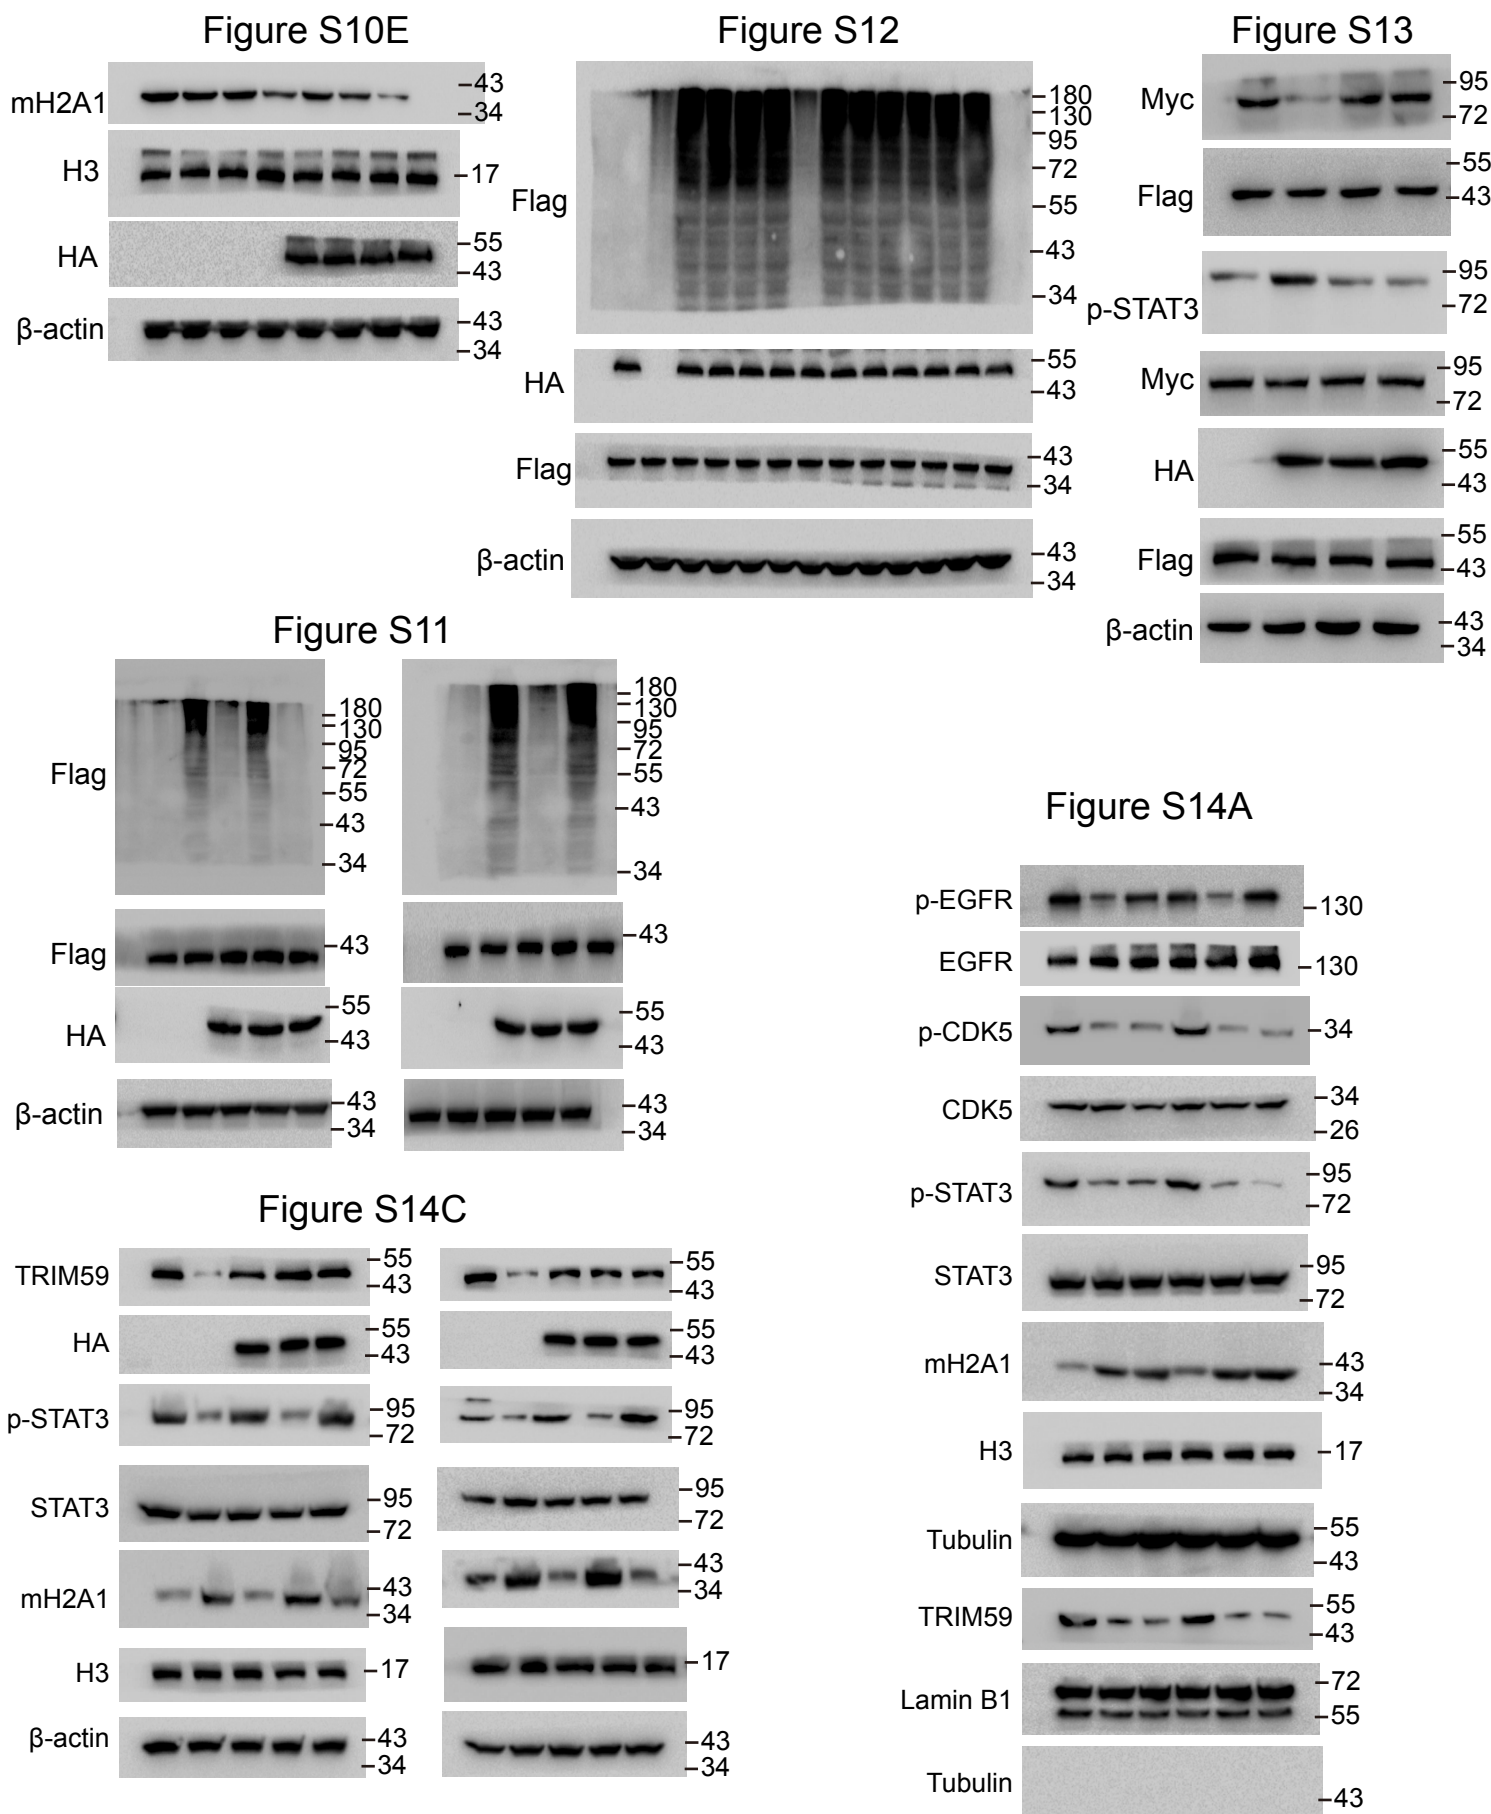 Figure S10E
mH2A1
43
34
H3
17
HA
55
43
β-actin
43
34
Figure S12
Flag
180
130
95
72
55
43
34
HA
55
43
Flag
43
34
β-actin
43
34
Figure S13
Myc
95
72
Flag
55
43
p-STAT3
95
72
Myc
95
72
HA
55
43
Flag
55
43
β-actin
43
34
Figure S11
Flag
180
130
95
72
55
43
34
180
130
95
72
55
43
34
Flag
43
43
HA
55
43
55
43
β-actin
43
34
43
34
Figure S14A
p-EGFR
130
EGFR
130
p-CDK5
34
CDK5
34
26
p-STAT3
95
72
STAT3
95
72
mH2A1
43
34
H3
17
Tubulin
55
43
TRIM59
55
43
Lamin B1
72
55
Tubulin
43
Figure S14C
TRIM59
55
43
55
43
HA
55
43
55
43
p-STAT3
95
72
95
72
STAT3
95
72
95
72
mH2A1
43
34
43
34
H3
17
17
β-actin
43
34
43
34